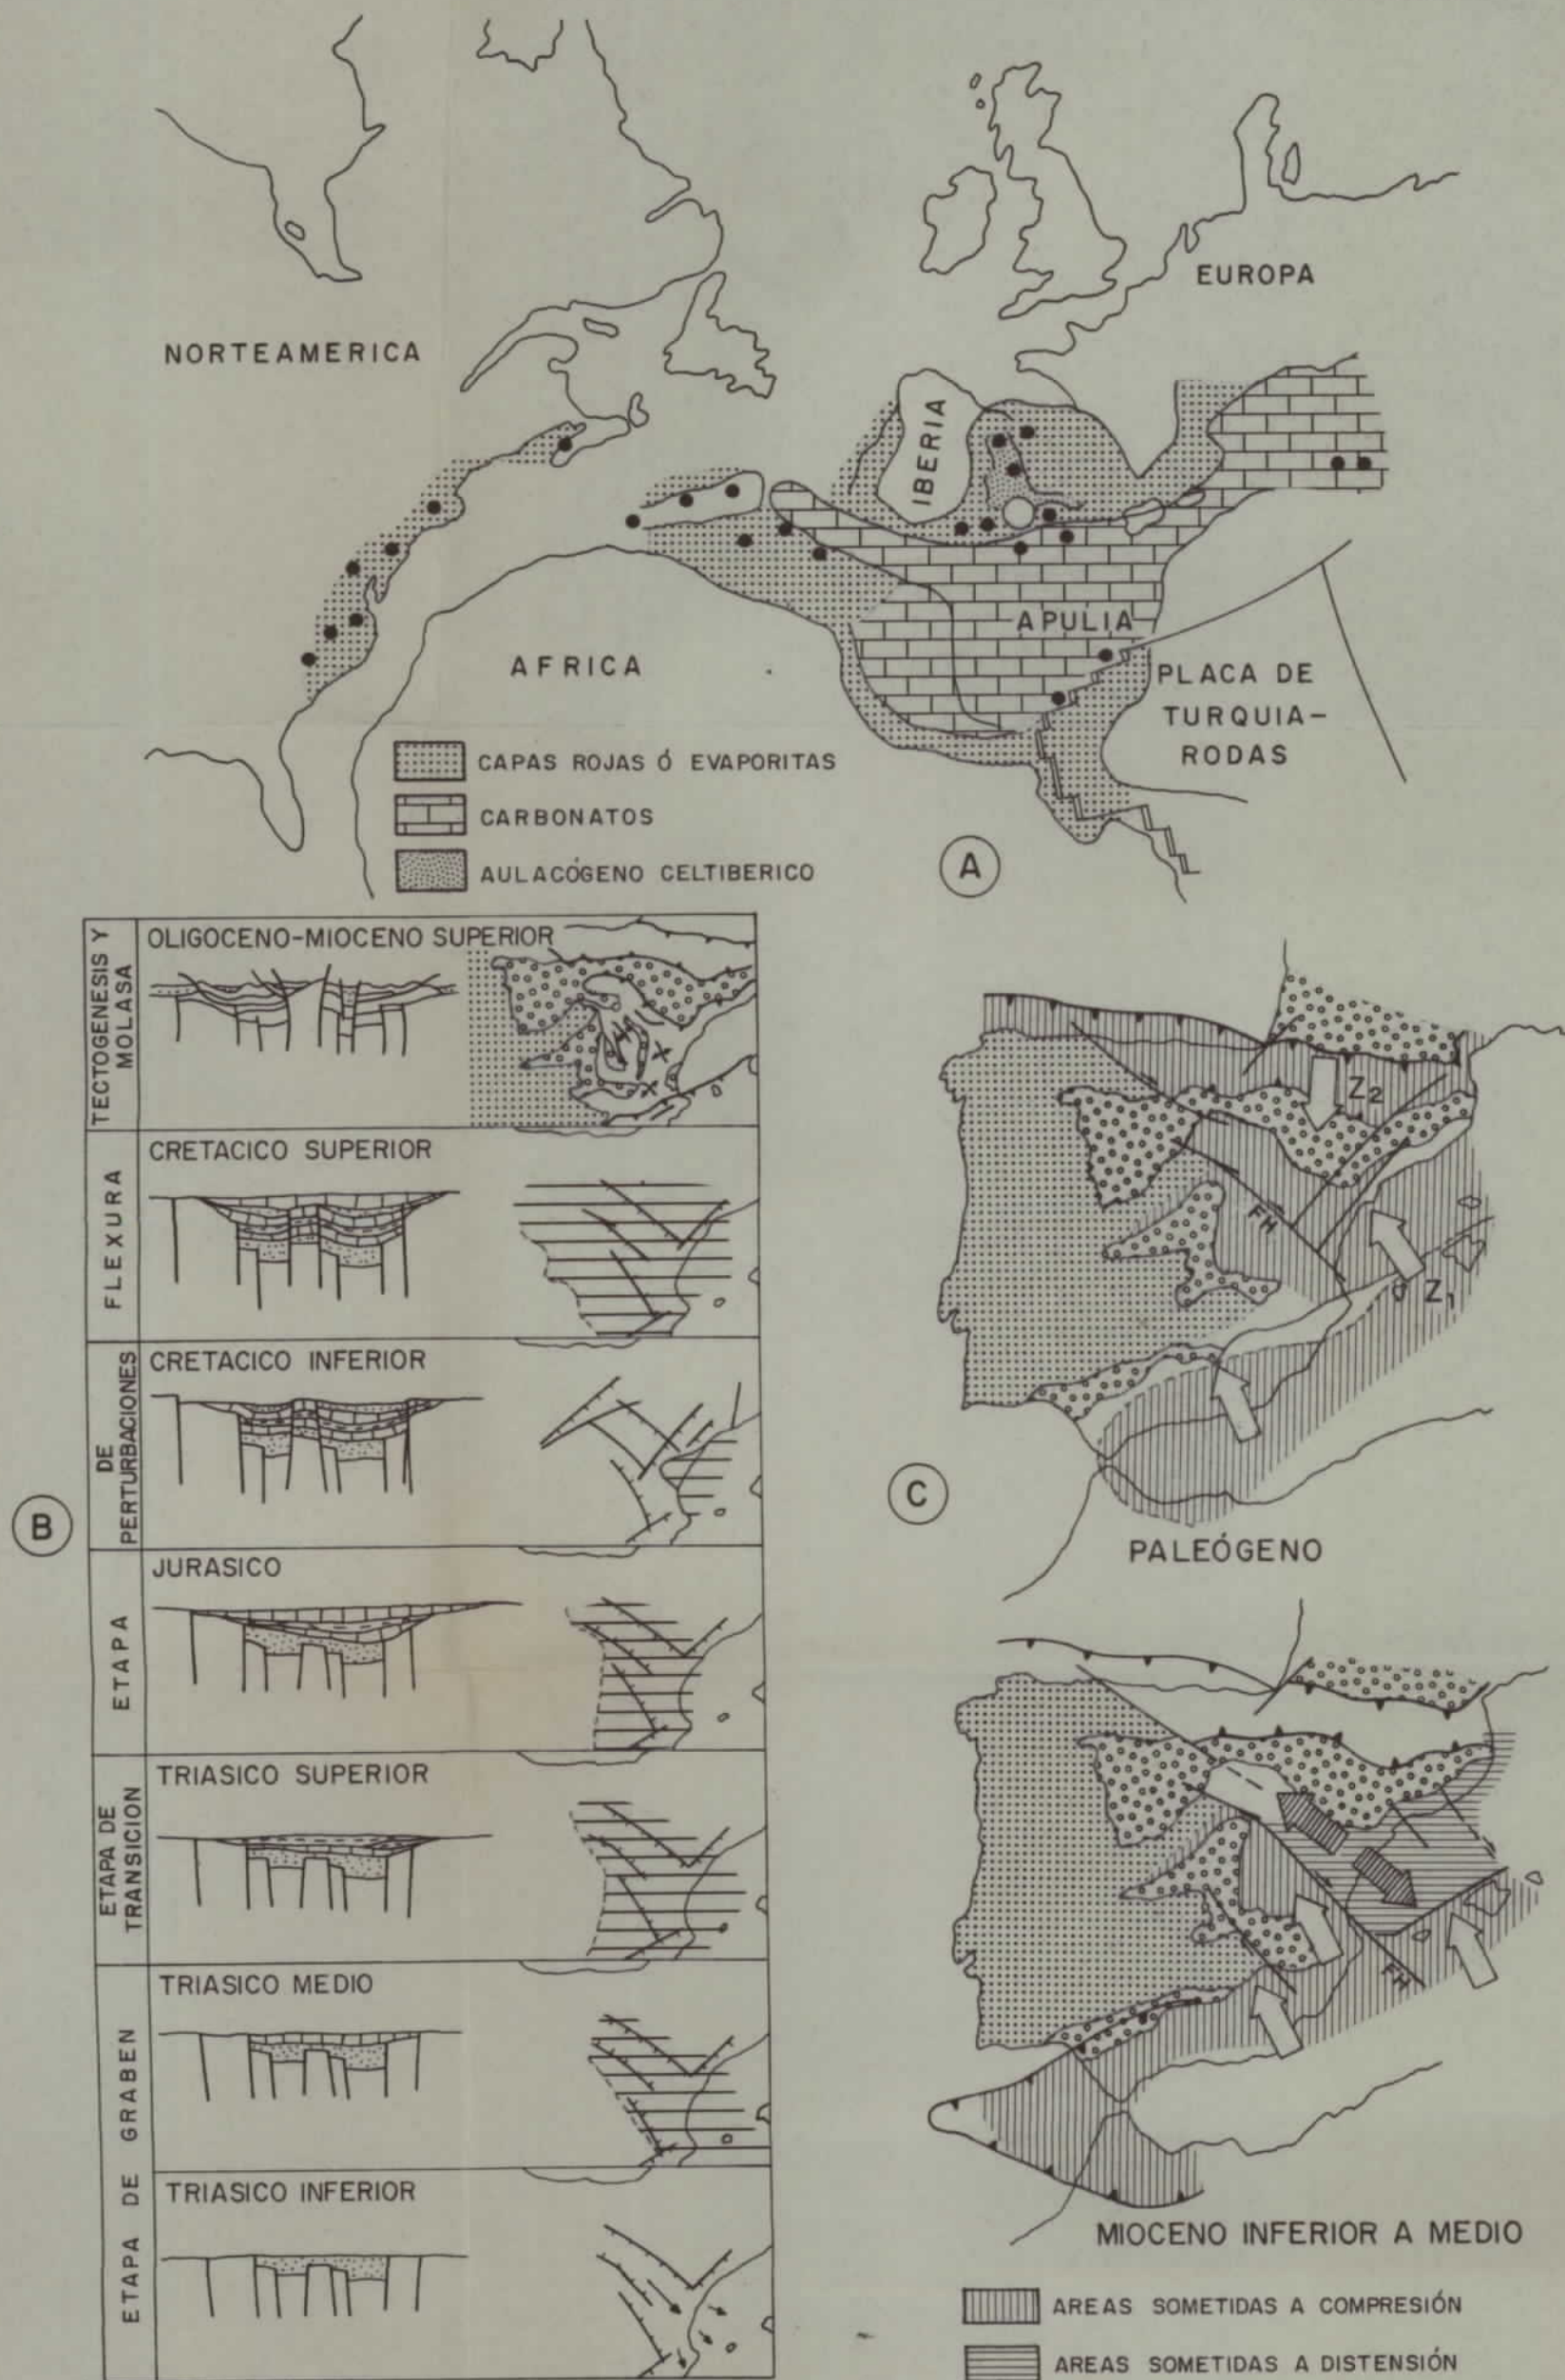 EUROPA
NORTEAMERICA
IBERIA
APULIA
AFRICA
PLACA DE
TURQUIA-
RODAS
CAPAS ROJAS Ó EVAPORITAS
CARBONATOS
AULACÓGENO CELTIBERICO
A
TECTOGENESIS Y
MOLASA
OLIGOCENO-MIOCENO SUPERIOR
FLEXURA
CRETACICO SUPERIOR
DE
PERTURBACIONES
CRETACICO INFERIOR
B
ETAPA
JURASICO
ETAPA DE
TRANSICION
TRIASICO SUPERIOR
ETAPA DE GRABEN
TRIASICO MEDIO
TRIASICO INFERIOR
Z2
FH
Z1
C
PALEÓGENO
FH
MIOCENO INFERIOR A MEDIO
AREAS SOMETIDAS A COMPRESIÓN
AREAS SOMETIDAS A DISTENSIÓN